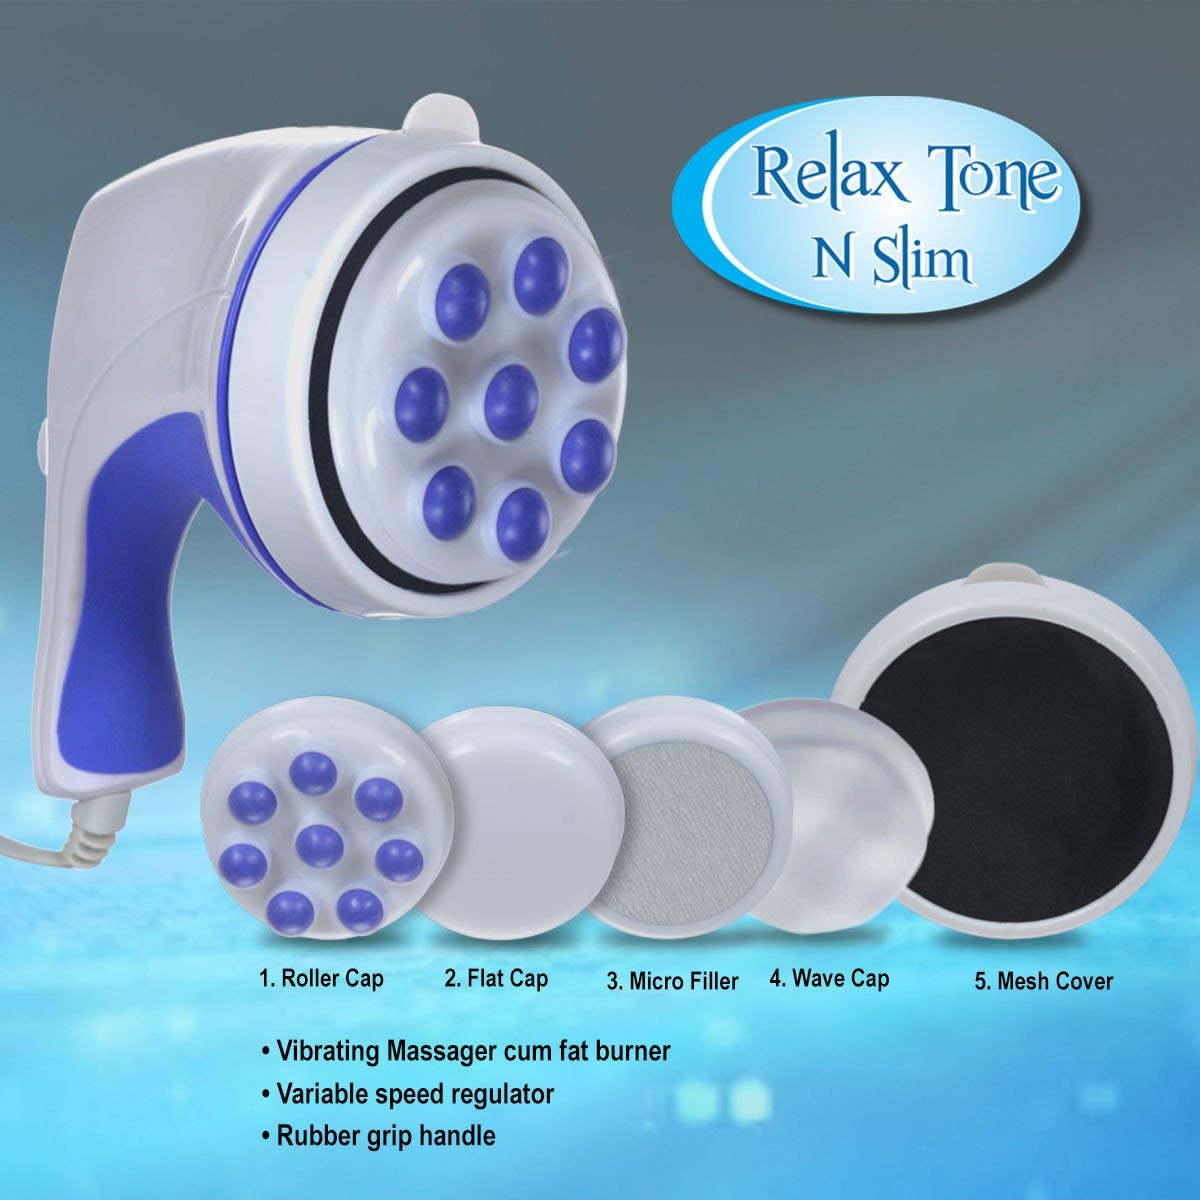 Relax Tone
N Slim
1. Roller Cap
2. Flat Cap
3. Micro Filler
4. Wave Cap
5. Mesh Cover
• Vibrating Massager cum fat burner
• Variable speed regulator
• Rubber grip handle